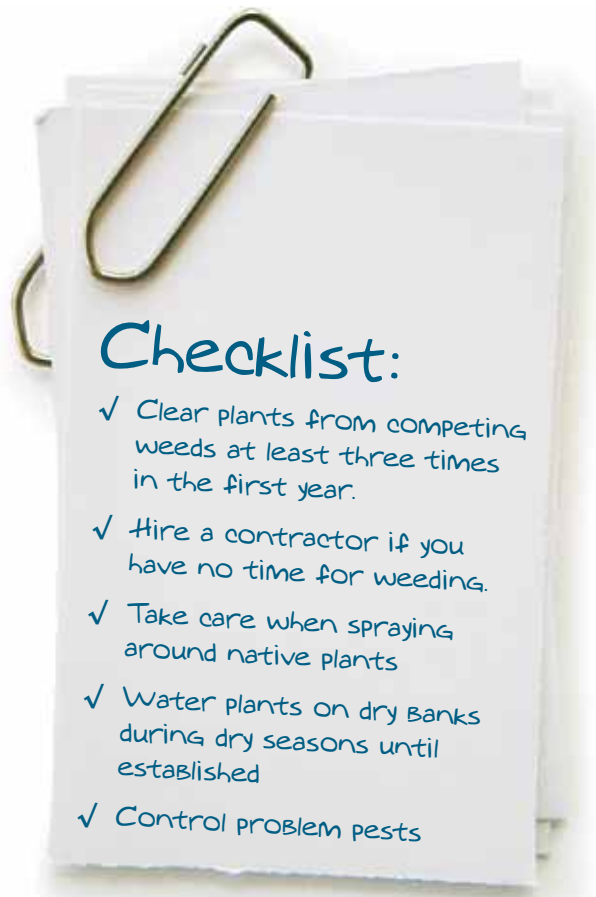 Checklist:
√ Clear plants from competing
weeds at least three times
in the first year.
√ Hire a contractor if you
have no time for weeding.
√ Take care when spraying
around native plants
√ Water plants on dry banks
during dry seasons until
established
√ Control problem pests